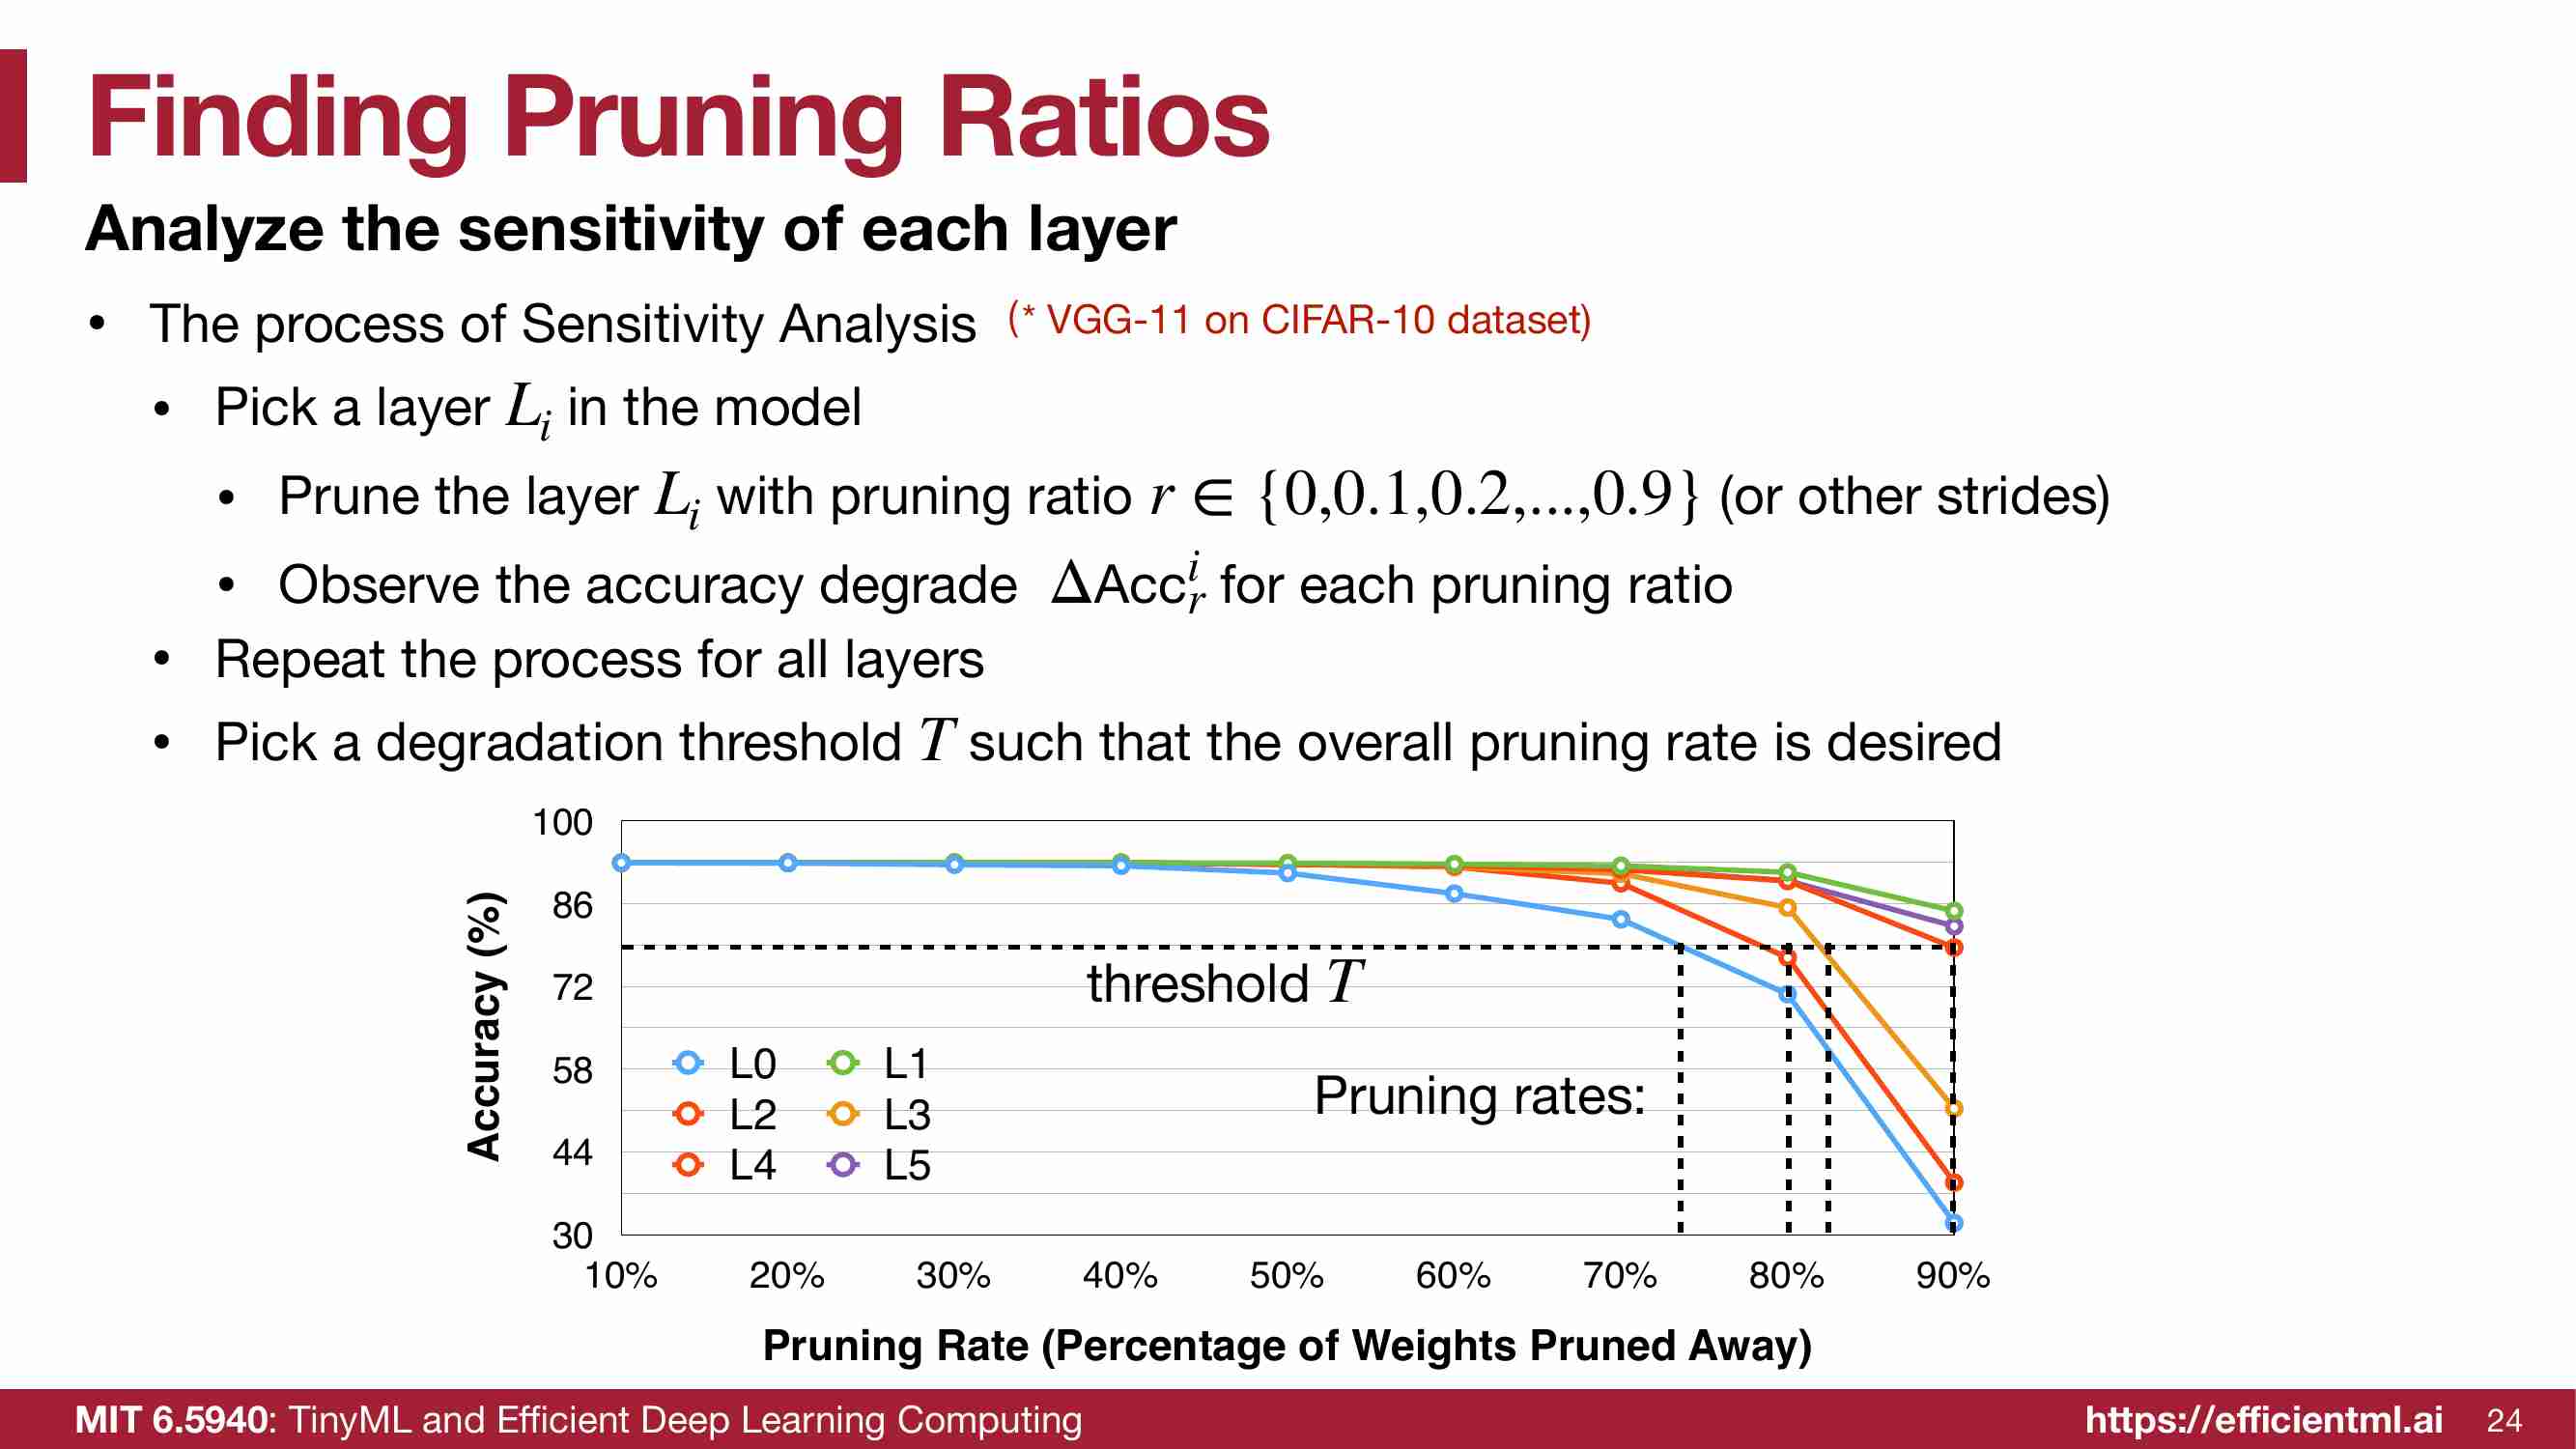 Finding Pruning Ratios
Analyze the sensitivity of each layer
• The process of Sensitivity Analysis (* VGG-11 on CIFAR-10 dataset)
• Pick a layer L_i in the model
• Prune the layer L_i with pruning ratio r ∈ {0,0.1,0.2,...,0.9} (or other strides)
• Observe the accuracy degrade ΔAcc_r^i for each pruning ratio
• Repeat the process for all layers
• Pick a degradation threshold T such that the overall pruning rate is desired
Accuracy (%)
100
86
72
58
44
30
threshold T
Pruning rates:
L0 L1
L2 L3
L4 L5
10% 20% 30% 40% 50% 60% 70% 80% 90%
Pruning Rate (Percentage of Weights Pruned Away)
MIT 6.5940: TinyML and Efficient Deep Learning Computing
https://efficientml.ai 24